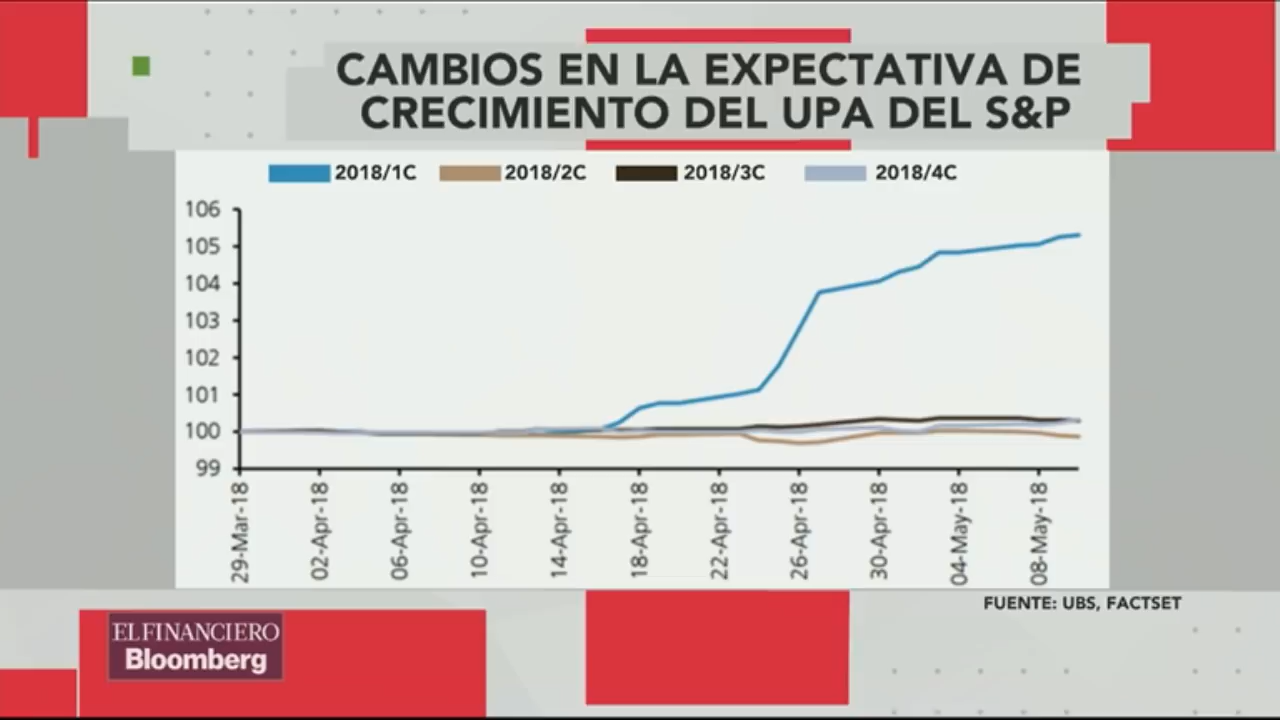 CAMBIOS EN LA EXPECTATIVA DE
CRECIMIENTO DEL UPA DEL S&P
2018/1C 2018/2C 2018/3C 2018/4C
106
105
104
103
102
101
100
99
29-Mar-18
02-Apr-18
06-Apr-18
10-Apr-18
14-Apr-18
18-Apr-18
22-Apr-18
26-Apr-18
30-Apr-18
04-May-18
08-May-18
FUENTE: UBS, FACTSET
EL FINANCIERO
Bloomberg